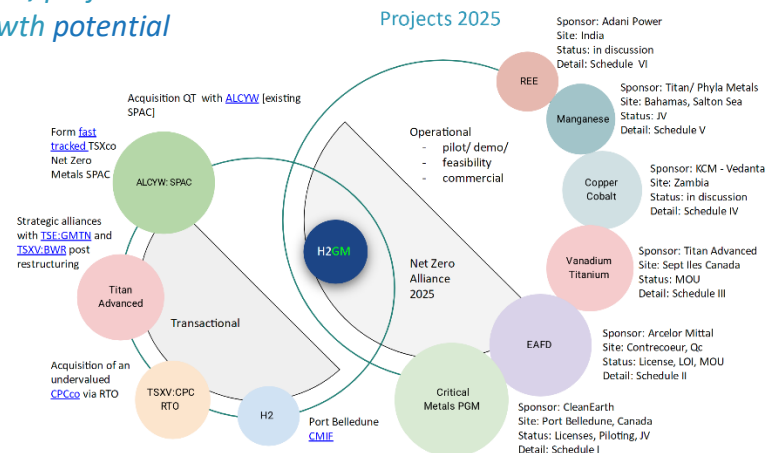 wth potential
Projects 2025
Acquisition QT with ALCYW [existing
SPAC]
Form fast
tracked TSXco
Net Zero
Metals SPAC
ALCYW: SPAC
Strategic alliances
with TSE:GMTN and
TSXV:BWR post
restructuring
Titan
Advanced
Transactional
Acquisition of an
undervalued
CPCco via RTO
TSXV:CPC
RTO
H2
Port Belledune
CMIF
H2GM
Operational
- pilot/ demo/
- feasibility
- commercial
Net Zero
Alliance
2025
REE
Sponsor: Adani Power
Site: India
Status: in discussion
Detail: Schedule VI
Manganese
Sponsor: Titan/ Phyla Metals
Site: Bahamas, Salton Sea
Status: JV
Detail: Schedule V
Copper
Cobalt
Sponsor: KCM - Vedanta
Site: Zambia
Status: in discussion
Detail: Schedule IV
Vanadium
Titanium
Sponsor: Titan Advanced
Site: Sept Iles Canada
Status: MOU
Detail: Schedule III
EAFD
Sponsor: Arcelor Mittal
Site: Contrecoeur, Qc
Status: License, LOI, MOU
Detail: Schedule II
Critical
Metals PGM
Sponsor: CleanEarth
Site: Port Belledune, Canada
Status: Licenses, Piloting, JV
Detail: Schedule I